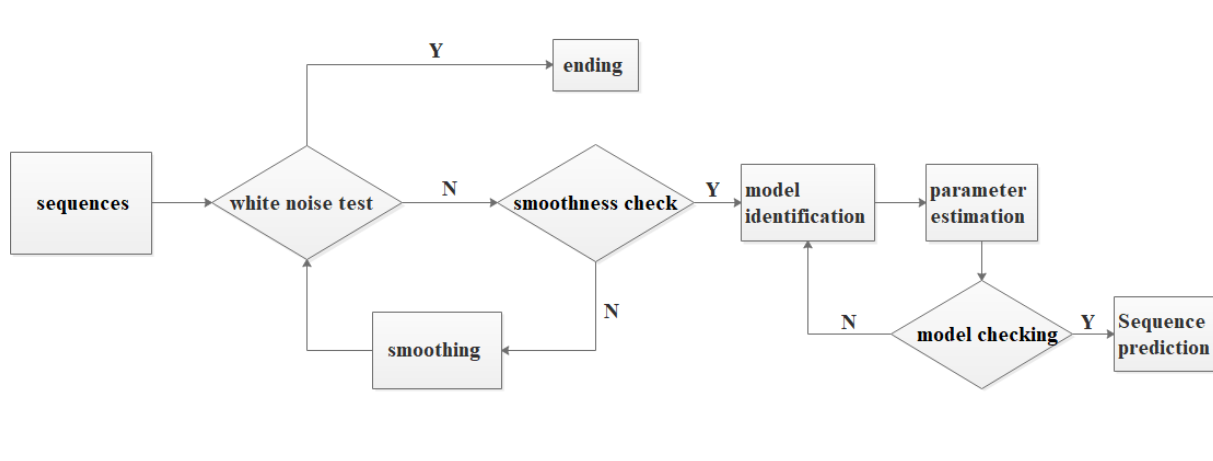 Y
ending
sequences
white noise test
N
smoothness check
Y
model
identification
parameter
estimation
N
smoothing
N
model checking
Y
Sequence
prediction